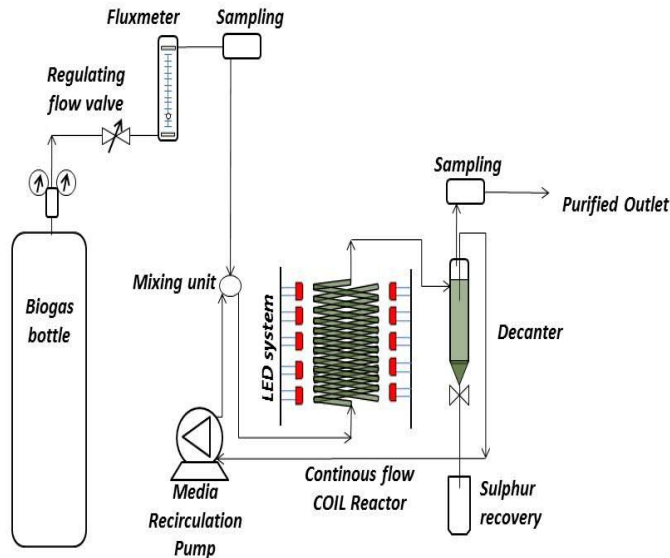 Fluxmeter
Sampling
Regulating
flow valve
Sampling
Purified Outlet
Mixing unit
Biogas
bottle
LED system
Decanter
Continous flow
COIL Reactor
Media
Recirculation
Pump
Sulphur
recovery